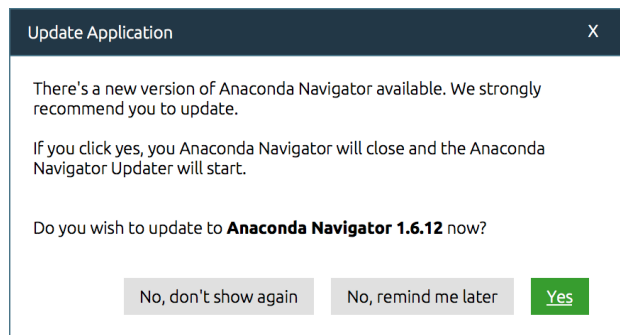 Update Application X
There's a new version of Anaconda Navigator available. We strongly
recommend you to update.
If you click yes, you Anaconda Navigator will close and the Anaconda
Navigator Updater will start.
Do you wish to update to Anaconda Navigator 1.6.12 now?
No, don't show again No, remind me later Yes